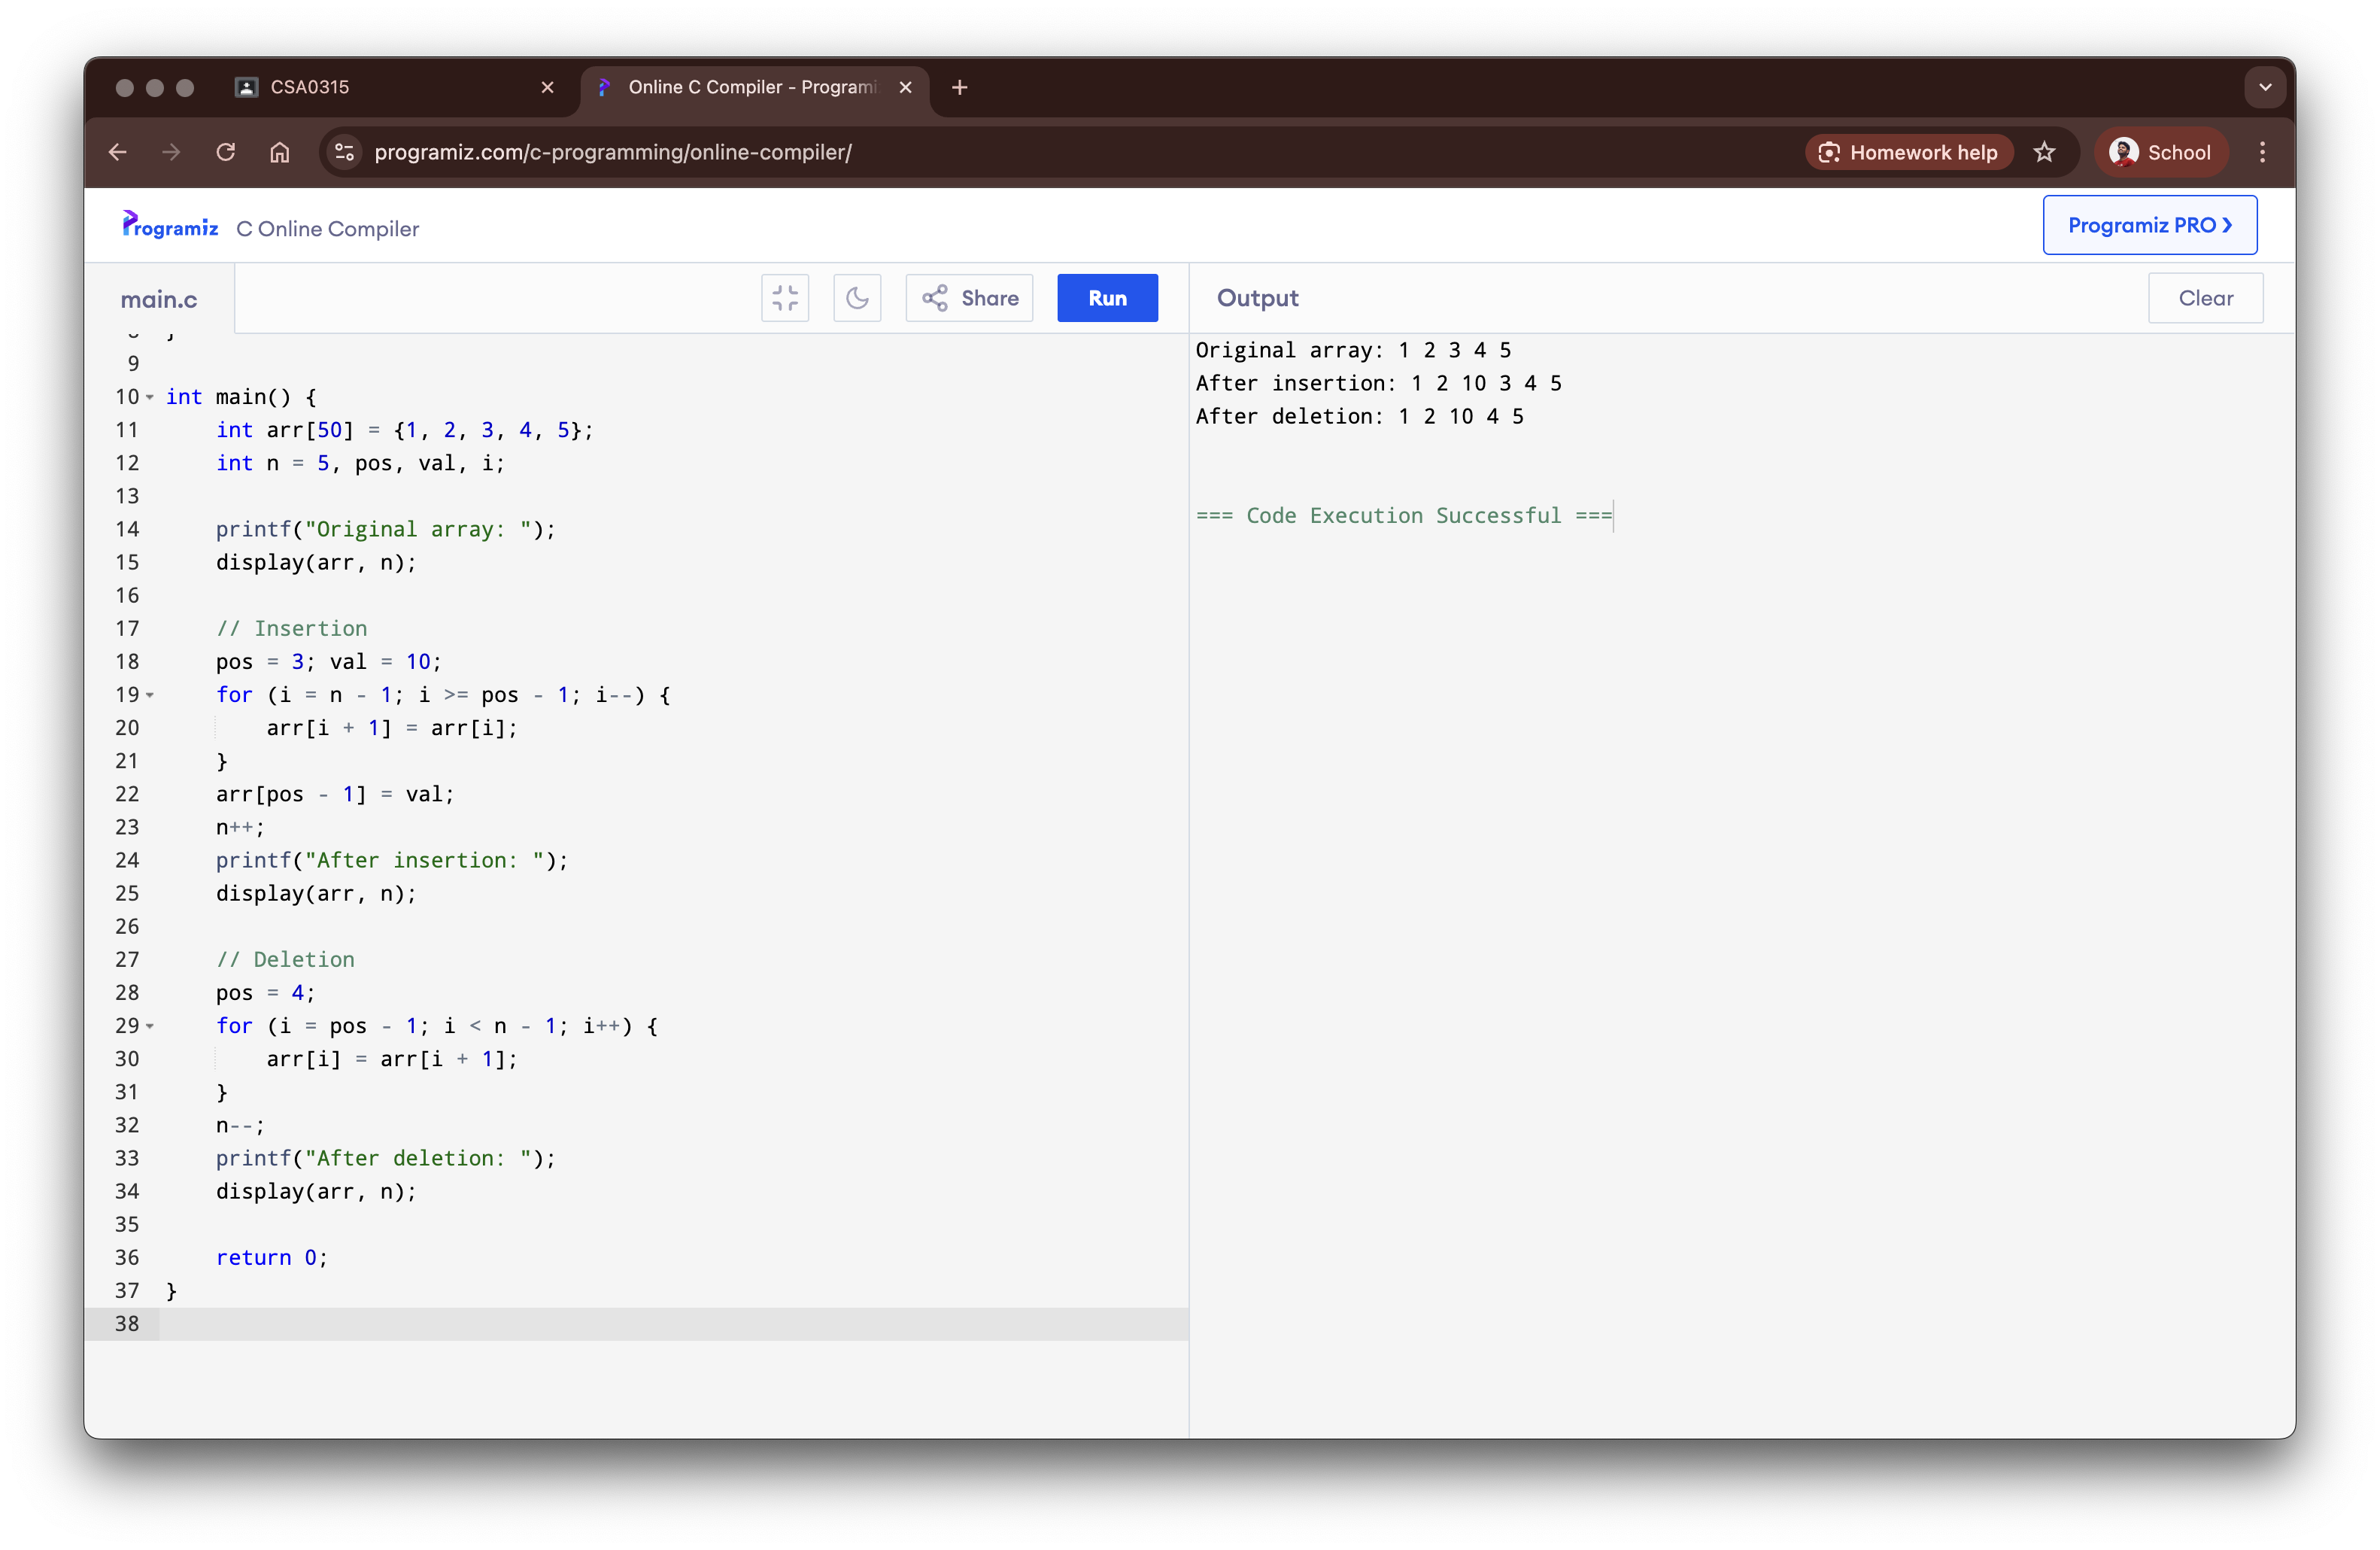 CSA0315
Online C Compiler - Programi
programiz.com/c-programming/online-compiler/
Homework help
School
Programiz C Online Compiler
Programiz PRO ❯
main.c
Share
Run
Output
Clear
8 }
9
10 int main() {
11     int arr[50] = {1, 2, 3, 4, 5};
12     int n = 5, pos, val, i;
13
14     printf("Original array: ");
15     display(arr, n);
16
17     // Insertion
18     pos = 3; val = 10;
19     for (i = n - 1; i >= pos - 1; i--) {
20         arr[i + 1] = arr[i];
21     }
22     arr[pos - 1] = val;
23     n++;
24     printf("After insertion: ");
25     display(arr, n);
26
27     // Deletion
28     pos = 4;
29     for (i = pos - 1; i < n - 1; i++) {
30         arr[i] = arr[i + 1];
31     }
32     n--;
33     printf("After deletion: ");
34     display(arr, n);
35
36     return 0;
37 }
38
Original array: 1 2 3 4 5
After insertion: 1 2 10 3 4 5
After deletion: 1 2 10 4 5
=== Code Execution Successful ===